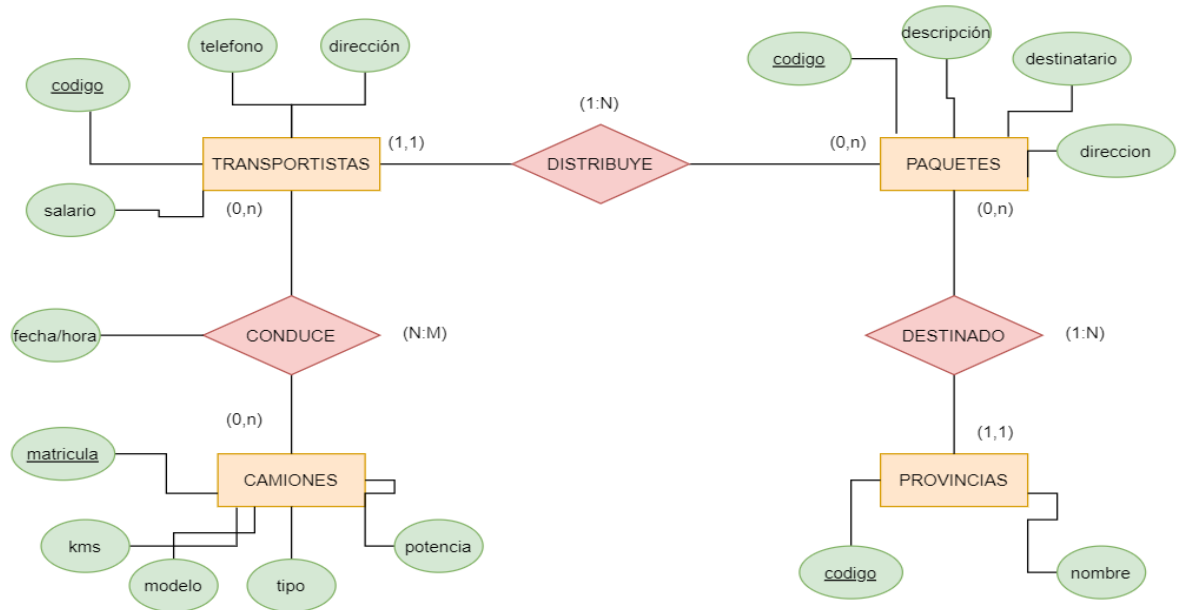 telefono
dirección
descripción
codigo
destinatario
codigo
(1:N)
(1,1)
(0,n)
direccion
TRANSPORTISTAS
DISTRIBUYE
PAQUETES
salario
(0,n)
(0,n)
fecha/hora
CONDUCE
(N:M)
DESTINADO
(1:N)
(0,n)
(1,1)
matricula
CAMIONES
PROVINCIAS
kms
potencia
modelo
tipo
codigo
nombre